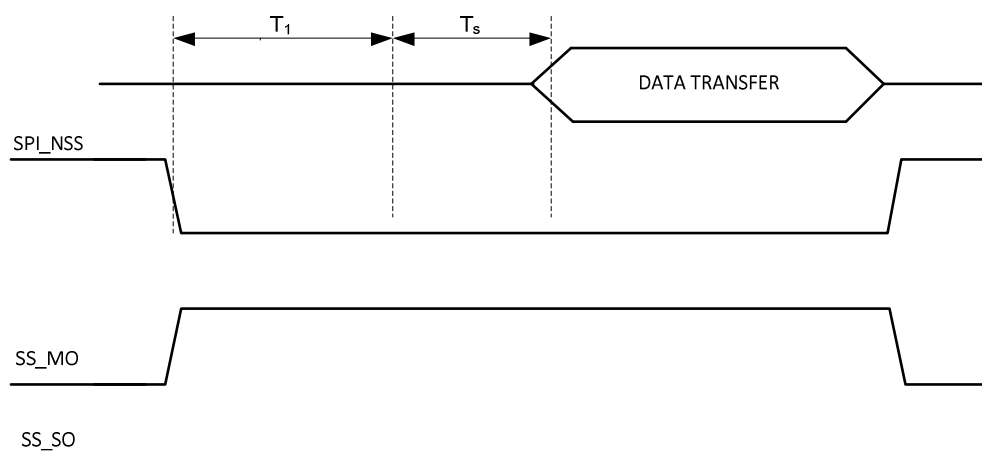 T₁ Tₛ
DATA TRANSFER
SPI_NSS
SS_MO
SS_SO